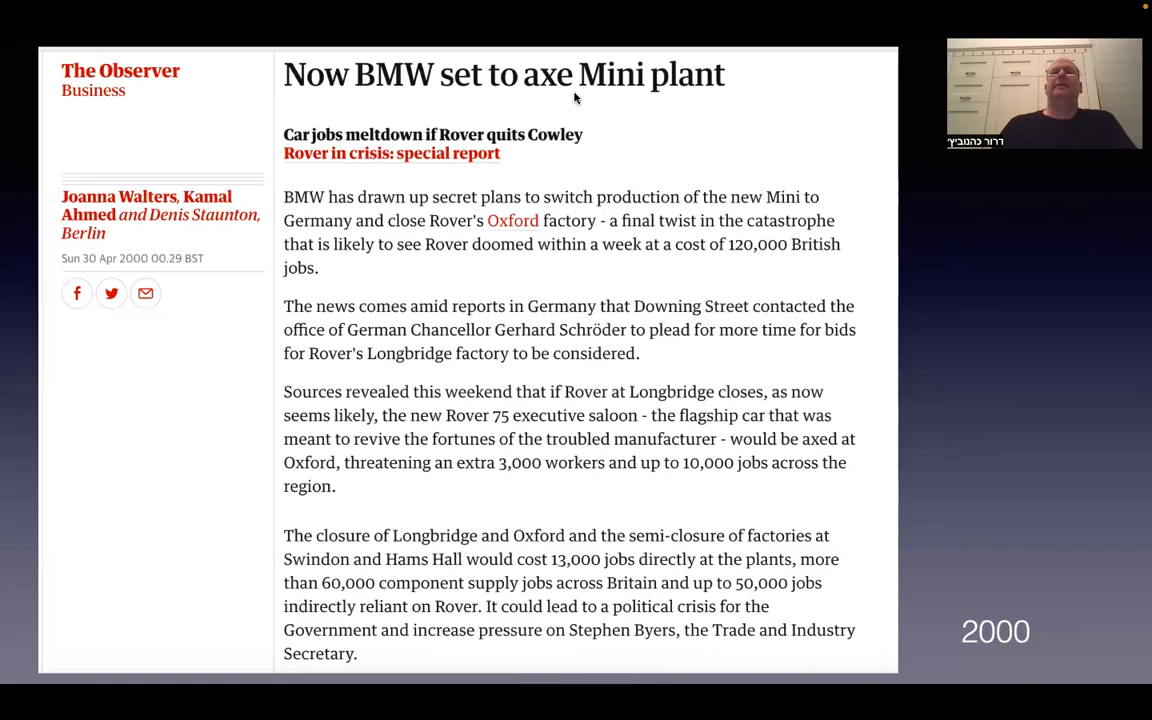 The Observer
Business
Joanna Walters, Kamal
Ahmed and Denis Staunton,
Berlin
Sun 30 Apr 2000 00.29 BST
Now BMW set to axe Mini plant
Car jobs meltdown if Rover quits Cowley
Rover in crisis: special report
BMW has drawn up secret plans to switch production of the new Mini to
Germany and close Rover's Oxford factory - a final twist in the catastrophe
that is likely to see Rover doomed within a week at a cost of 120,000 British
jobs.
The news comes amid reports in Germany that Downing Street contacted the
office of German Chancellor Gerhard Schröder to plead for more time for bids
for Rover's Longbridge factory to be considered.
Sources revealed this weekend that if Rover at Longbridge closes, as now
seems likely, the new Rover 75 executive saloon - the flagship car that was
meant to revive the fortunes of the troubled manufacturer - would be axed at
Oxford, threatening an extra 3,000 workers and up to 10,000 jobs across the
region.
The closure of Longbridge and Oxford and the semi-closure of factories at
Swindon and Hams Hall would cost 13,000 jobs directly at the plants, more
than 60,000 component supply jobs across Britain and up to 50,000 jobs
indirectly reliant on Rover. It could lead to a political crisis for the
Government and increase pressure on Stephen Byers, the Trade and Industry
Secretary.
דרור כהנוביץ'
2000